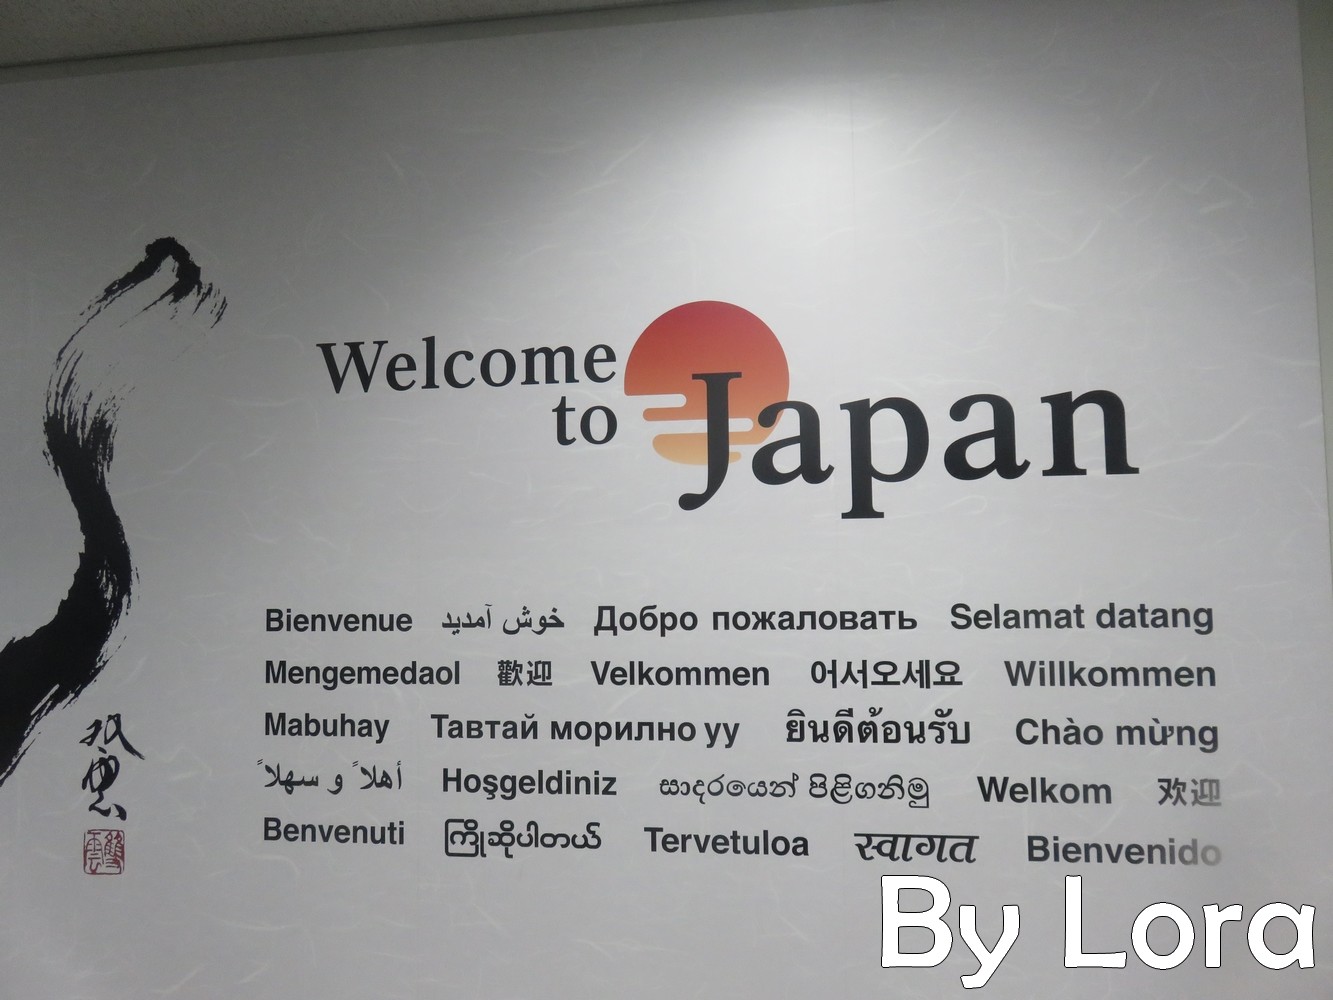 Welcome
to
Japan
Bienvenue خوش آمدید Добро пожаловать Selamat datang
Mengemedaol 歡迎 Velkommen 어서오세요 Willkommen
Mabuhay Тавтай морилно уу ยินดีต้อนรับ Chào mừng
أهلاً و سهلاً Hoşgeldiniz සාදරයෙන් පිළිගනිමු Welkom 欢迎
Benvenuti ကြိုဆိုပါတယ် Tervetuloa स्वागत Bienvenido
By Lora